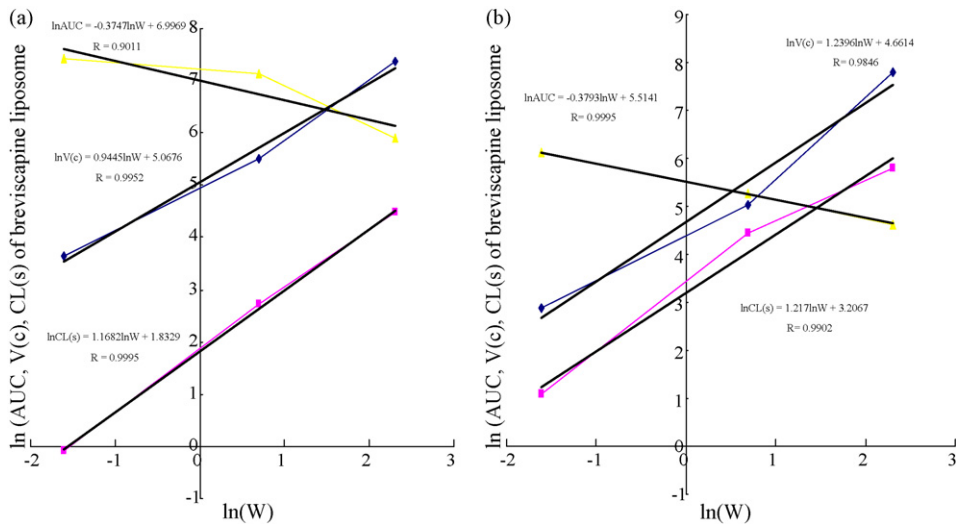 (a)
lnAUC = -0.3747lnW + 6.9969
R = 0.9011
lnV(c) = 0.9445lnW + 5.0676
R = 0.9952
lnCL(s) = 1.1682lnW + 1.8329
R = 0.9995
ln (AUC, V(c), CL(s) of breviscapine liposome
8
7
6
5
4
3
2
1
0
-1
-2
-1
0
1
2
3
ln(W)
(b)
lnV(c) = 1.2396lnW + 4.6614
R= 0.9846
lnAUC = -0.3793lnW + 5.5141
R = 0.9995
lnCL(s) = 1.217lnW + 3.2067
R= 0.9902
ln (AUC, V(c), CL(s) of breviscapine liposome
9
8
7
6
5
4
3
2
1
0
-1
-2
-1
0
1
2
3
ln(W)